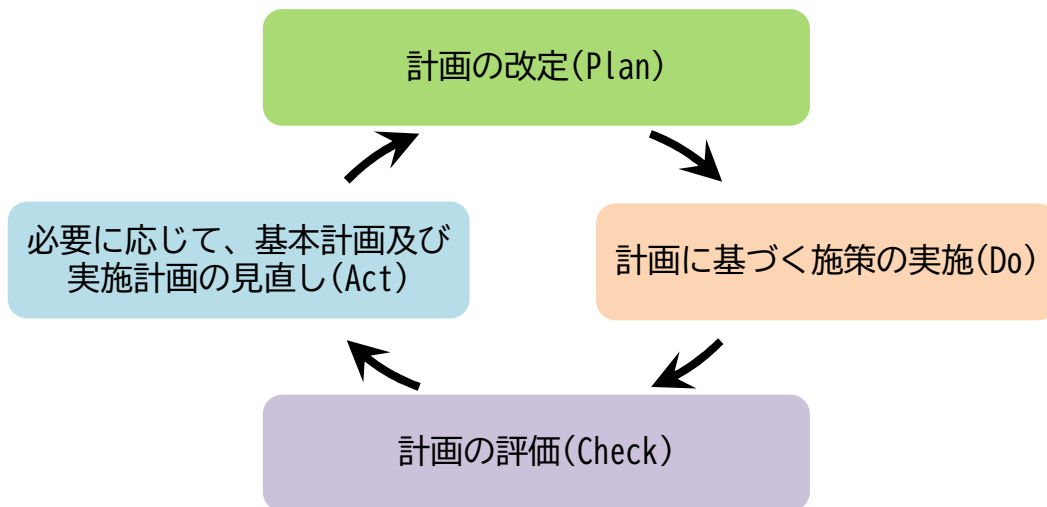 計画の改定(Plan)
必要に応じて、基本計画及び
実施計画の見直し(Act)
計画に基づく施策の実施(Do)
計画の評価(Check)